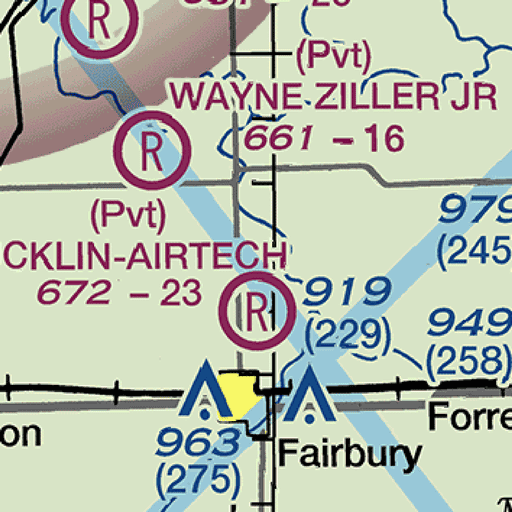 R
(Pvt)
WAYNE ZILLER JR
661 - 16
R
(Pvt)
CKLIN-AIRTECH
672 - 23
R
919
(229)
979
(245
949
(258)
963
(275)
Forre
on
Fairbury